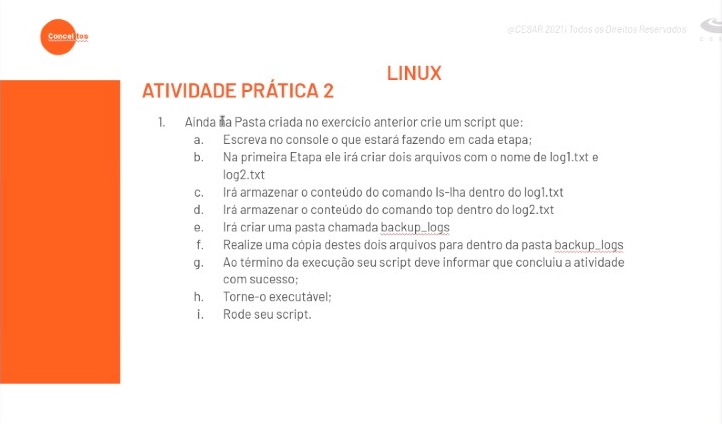 Conceitos
@CESAR 2021 | Todos os Direitos Reservados
LINUX
ATIVIDADE PRÁTICA 2
1. Ainda na Pasta criada no exercício anterior crie um script que:
a. Escreva no console o que estará fazendo em cada etapa;
b. Na primeira Etapa ele irá criar dois arquivos com o nome de log1.txt e
log2.txt
c. Irá armazenar o conteúdo do comando ls-lha dentro do log1.txt
d. Irá armazenar o conteúdo do comando top dentro do log2.txt
e. Irá criar uma pasta chamada backup_logs
f. Realize uma cópia destes dois arquivos para dentro da pasta backup_logs
g. Ao término da execução seu script deve informar que concluiu a atividade
com sucesso;
h. Torne-o executável;
i. Rode seu script.